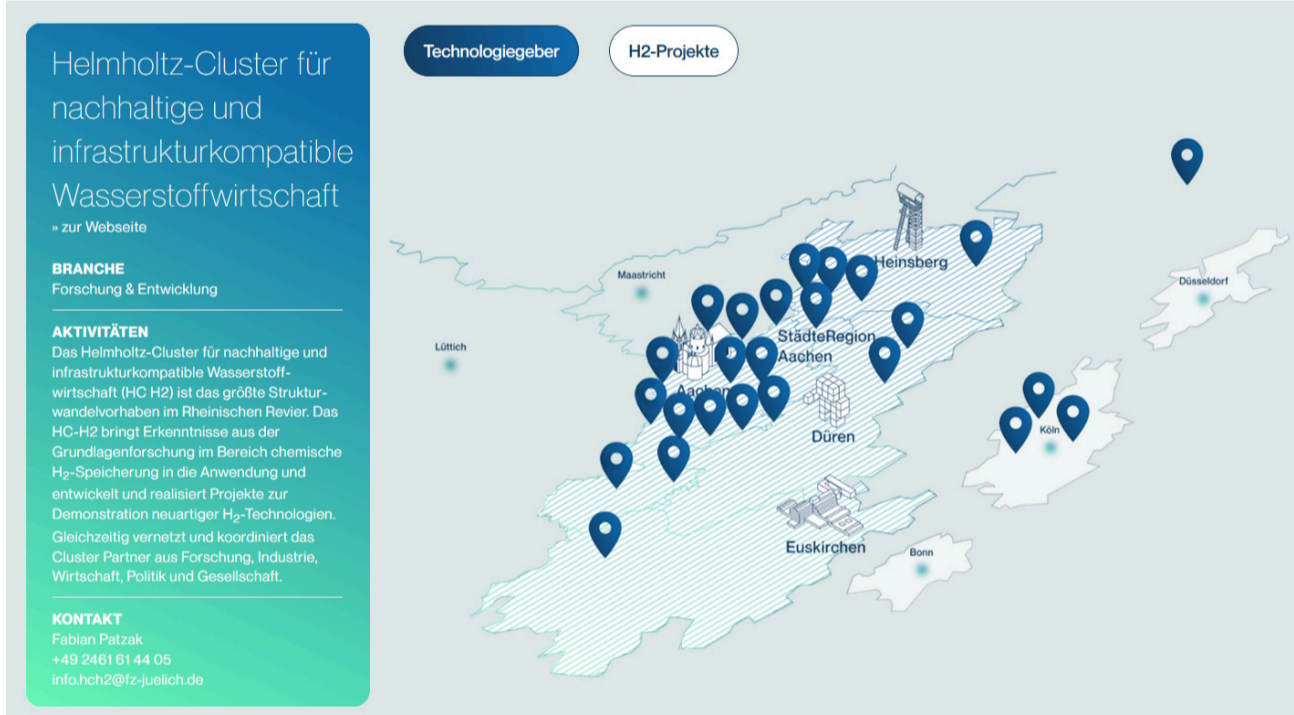 Helmholtz-Cluster für
nachhaltige und
infrastrukturkompatible
Wasserstoffwirtschaft
» zur Webseite
BRANCHE
Forschung & Entwicklung
AKTIVITÄTEN
Das Helmholtz-Cluster für nachhaltige und
infrastrukturkompatible Wasserstoff-
wirtschaft (HC H2) ist das größte Struktur-
wandelvorhaben im Rheinischen Revier. Das
HC-H2 bringt Erkenntnisse aus der
Grundlagenforschung im Bereich chemische
H₂-Speicherung in die Anwendung und
entwickelt und realisiert Projekte zur
Demonstration neuartiger H₂-Technologien.
Gleichzeitig vernetzt und koordiniert das
Cluster Partner aus Forschung, Industrie,
Wirtschaft, Politik und Gesellschaft.
KONTAKT
Fabian Patzak
+49 2461 61 44 05
info.hch2@fz-juelich.de
Technologiegeber
H2-Projekte
Heinsberg
Maastricht
Düsseldorf
StädteRegion
Aachen
Lüttich
Aachen
Köln
Düren
Euskirchen
Bonn